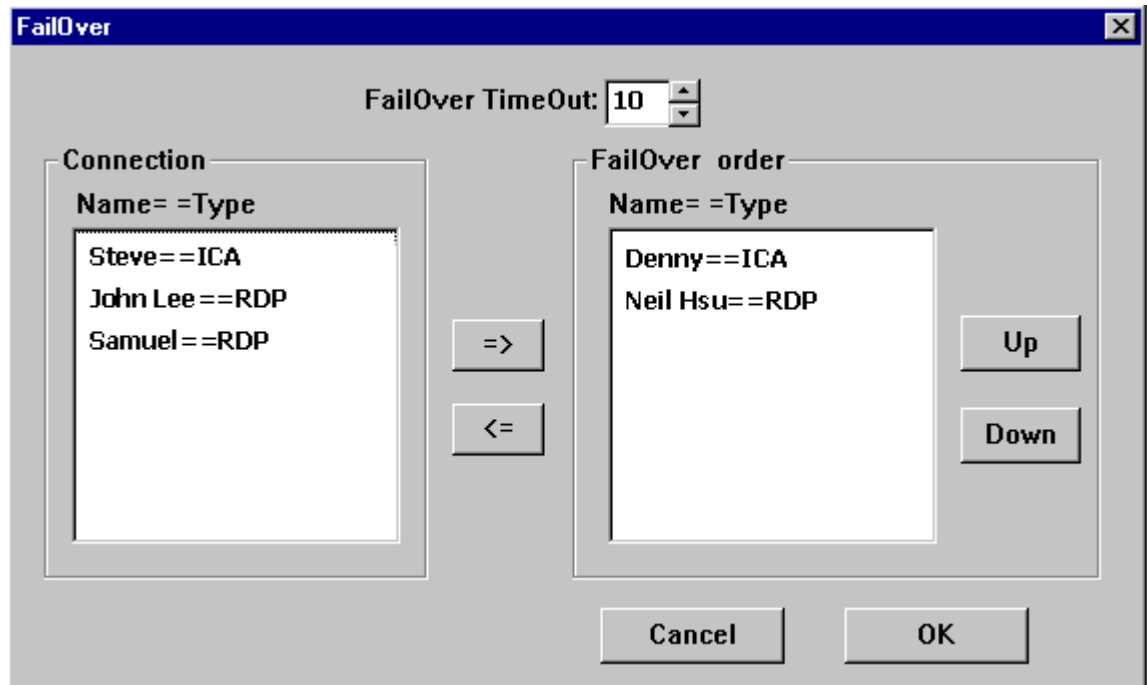 FailOver
FailOver TimeOut: 10
Connection
Name= =Type
Steve==ICA
John Lee==RDP
Samuel==RDP
=>
<=
FailOver order
Name= =Type
Denny==ICA
Neil Hsu==RDP
Up
Down
Cancel
OK